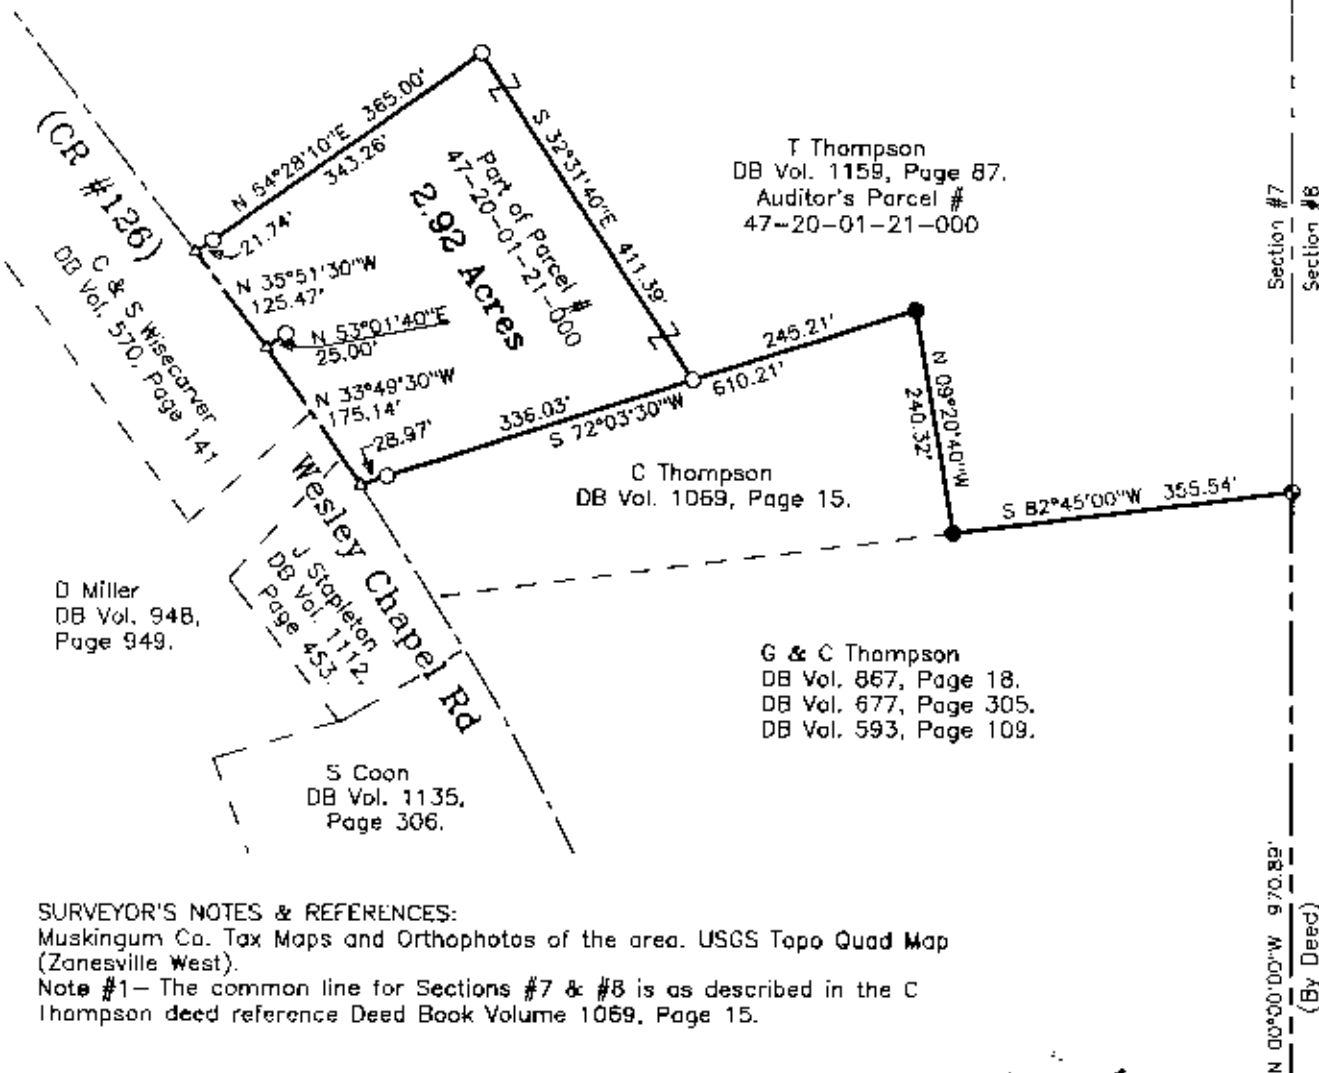 (CR #126)
N 54°28'10"E 365.00'
343.26'
21.74'
S 32°31'40"E 411.39'
Part of Parcel #
47-20-01-21-000
2.92 Acres
T Thompson
DB Vol. 1159, Page 87.
Auditor's Parcel #
47-20-01-21-000
Section #7
Section #8
C & S Wisecarver
DB Vol. 570, Page 141
N 35°51'30"W
125.47'
N 53°01'40"E
25.00'
N 33°49'30"W
175.14'
28.97'
336.03'
S 72°03'30"W
245.21'
610.21'
N 09°20'40"W
240.32'
C Thompson
DB Vol. 1069, Page 15.
S 82°45'00"W 355.54'
Wesley Chapel Rd
J Stapleton
DB Vol. 1112,
Page 453.
D Miller
DB Vol. 948,
Page 949.
G & C Thompson
DB Vol. 867, Page 18.
DB Vol. 677, Page 305.
DB Vol. 593, Page 109.
S Coon
DB Vol. 1135,
Page 306.
N 00°00'00"W 970.89'
(By Deed)
SURVEYOR'S NOTES & REFERENCES:
Muskingum Co. Tax Maps and Orthophotos of the area. USGS Topo Quad Map
(Zanesville West).
Note #1- The common line for Sections #7 & #8 is as described in the C
Thompson deed reference Deed Book Volume 1069, Page 15.